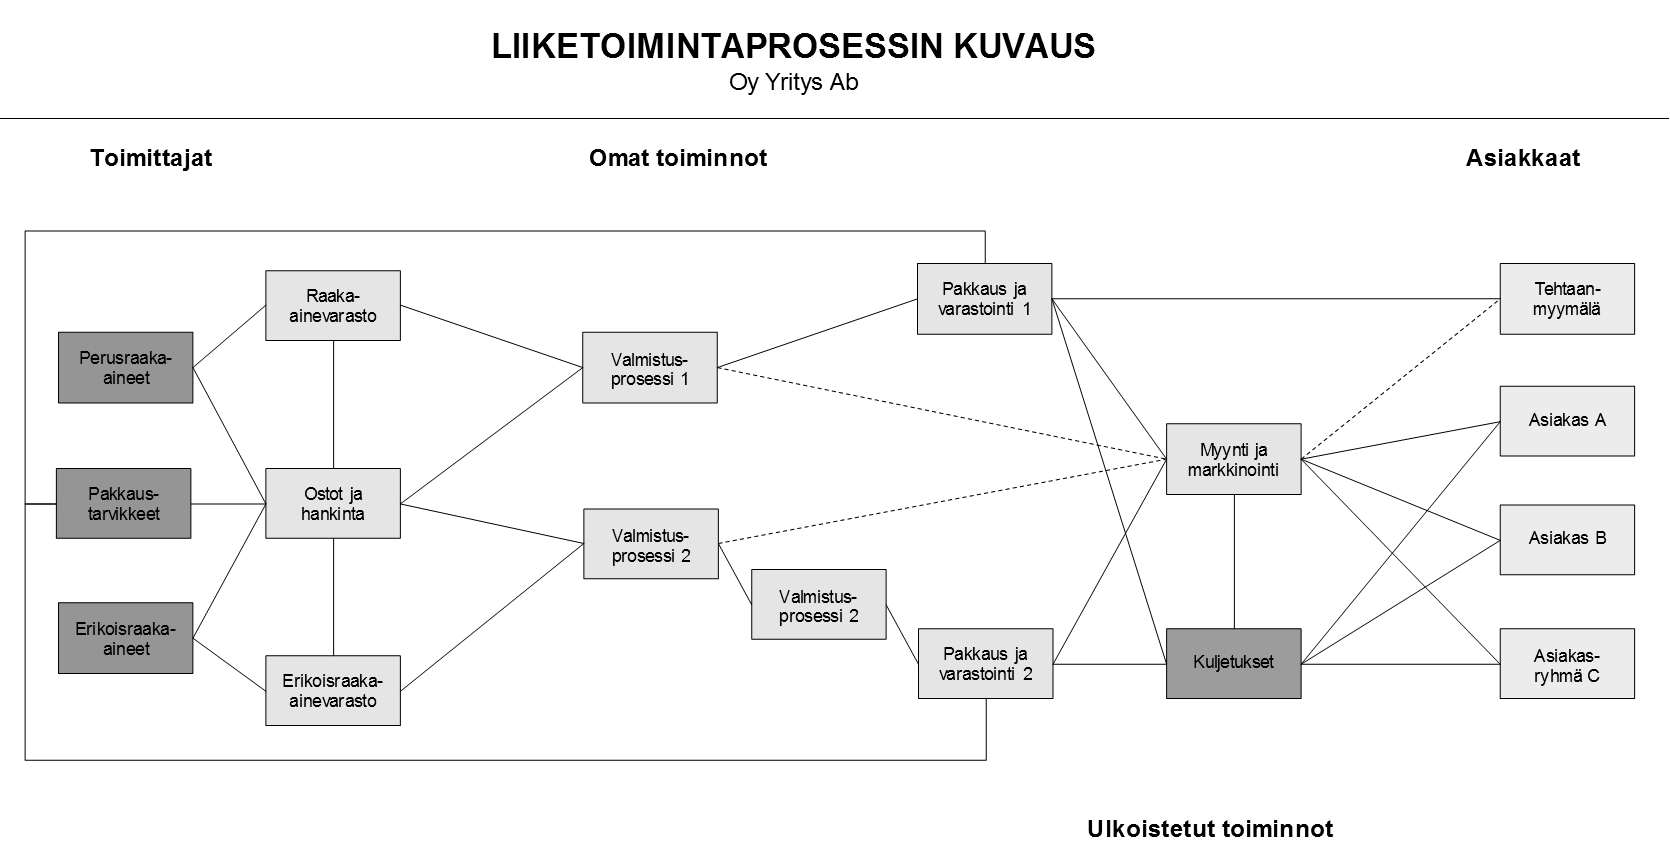 LIIKETOIMINTAPROSESSIN KUVAUS
Oy Yritys Ab
Toimittajat
Omat toiminnot
Asiakkaat
Perusraaka-
aineet
Pakkaus-
tarvikkeet
Erikoisraaka-
aineet
Raaka-
ainevarasto
Ostot ja
hankinta
Erikoisraaka-
ainevarasto
Valmistus-
prosessi 1
Valmistus-
prosessi 2
Valmistus-
prosessi 2
Pakkaus ja
varastointi 1
Pakkaus ja
varastointi 2
Myynti ja
markkinointi
Kuljetukset
Tehtaan-
myymälä
Asiakas A
Asiakas B
Asiakas-
ryhmä C
Ulkoistetut toiminnot